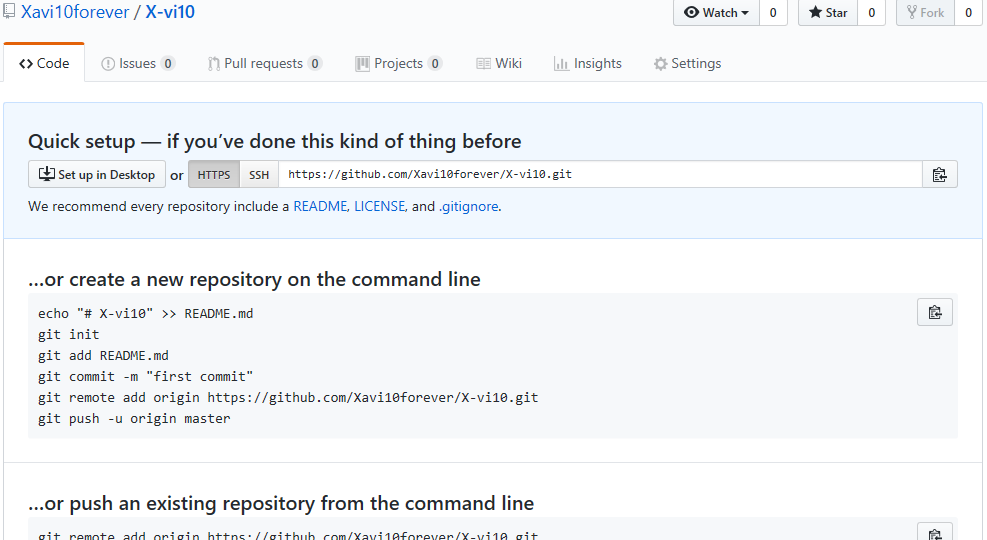 Xavi10forever / X-vi10
Watch 0 Star 0 Fork 0
Code Issues 0 Pull requests 0 Projects 0 Wiki Insights Settings
Quick setup — if you’ve done this kind of thing before
Set up in Desktop or HTTPS SSH https://github.com/Xavi10forever/X-vi10.git
We recommend every repository include a README, LICENSE, and .gitignore.
…or create a new repository on the command line
echo "# X-vi10" >> README.md
git init
git add README.md
git commit -m "first commit"
git remote add origin https://github.com/Xavi10forever/X-vi10.git
git push -u origin master
…or push an existing repository from the command line
git remote add origin https://github.com/Xavi10forever/X-vi10.git